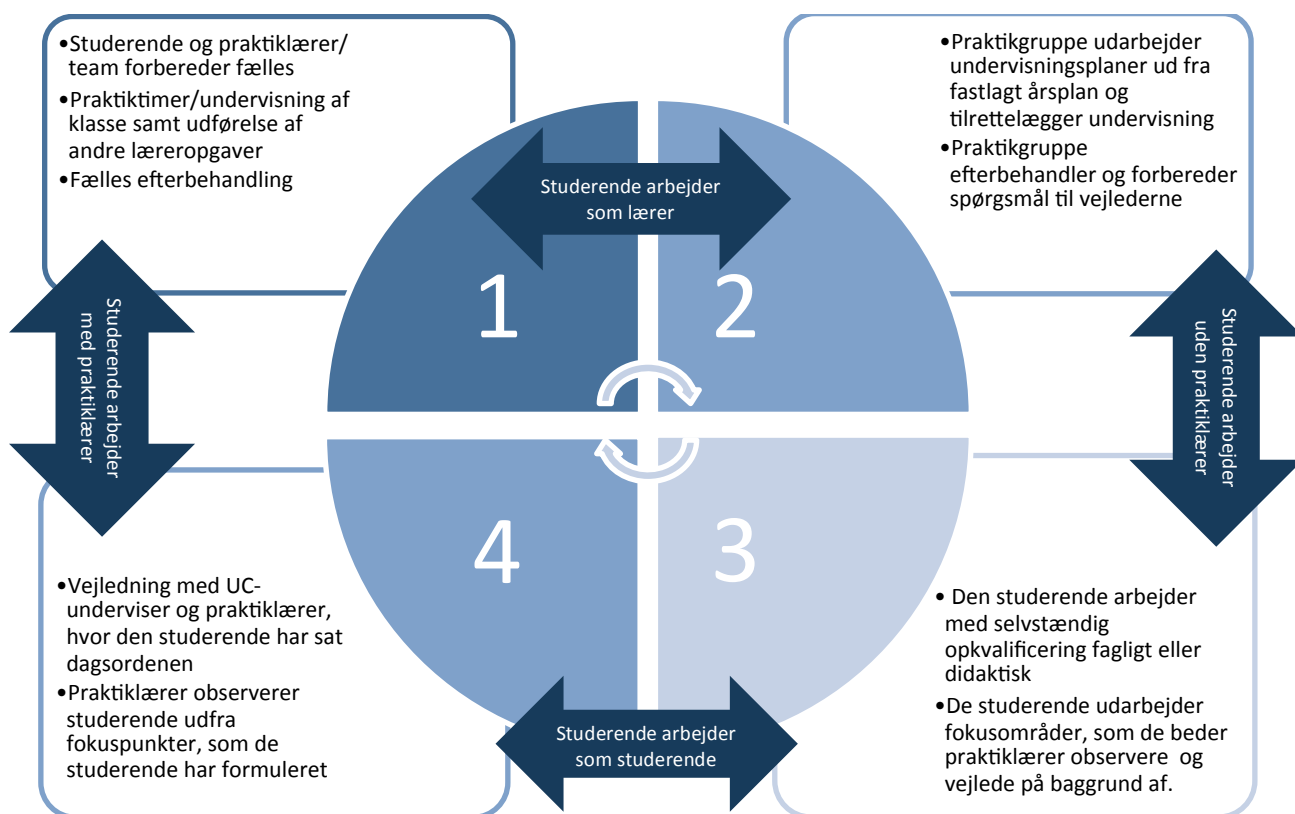 •Studerende og praktiklærer/
team forbereder fælles
•Praktiktimer/undervisning af
klasse samt udførelse af
andre læreropgaver
•Fælles efterbehandling
•Praktikgruppe udarbejder
undervisningsplaner ud fra
fastlagt årsplan og
tilrettelægger undervisning
•Praktikgruppe
efterbehandler og forbereder
spørgsmål til vejlederne
Studerende arbejder
som lærer
1
2
Studerende arbejder
med praktiklærer
Studerende arbejder
uden praktiklærer
4
3
•Vejledning med UC-
underviser og praktiklærer,
hvor den studerende har sat
dagsordenen
•Praktiklærer observerer
studerende udfra
fokuspunkter, som de
studerende har formuleret
• Den studerende arbejder
med selvstændig
opkvalificering fagligt eller
didaktisk
•De studerende udarbejder
fokusområder, som de beder
praktiklærer observere og
vejlede på baggrund af.
Studerende arbejder
som studerende